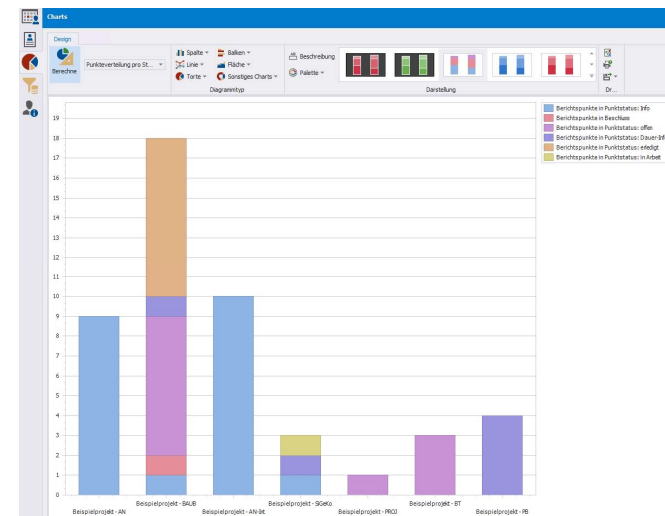 Charts
Design
Berechne
Punkteverteilung pro St...
Spalte
Balken
Linie
Fläche
Torte
Sonstiges Charts
Diagrammtyp
Beschreibung
Palette
Darstellung
Dr...
Berichtspunkte in Punktstatus: Info
Berichtspunkte in Beschluss
Berichtspunkte in Punktstatus: offen
Berichtspunkte in Punktstatus: Dauer-Inf
Berichtspunkte in Punktstatus: erledigt
Berichtspunkte in Punktstatus: in Arbeit
19
18
17
16
15
14
13
12
11
10
9
8
7
6
5
4
3
2
1
0
Beispielprojekt - AN
Beispielprojekt - BAUB
Beispielprojekt - AN-int
Beispielprojekt - SiGeKo
Beispielprojekt - PROJ
Beispielprojekt - BT
Beispielprojekt - PB